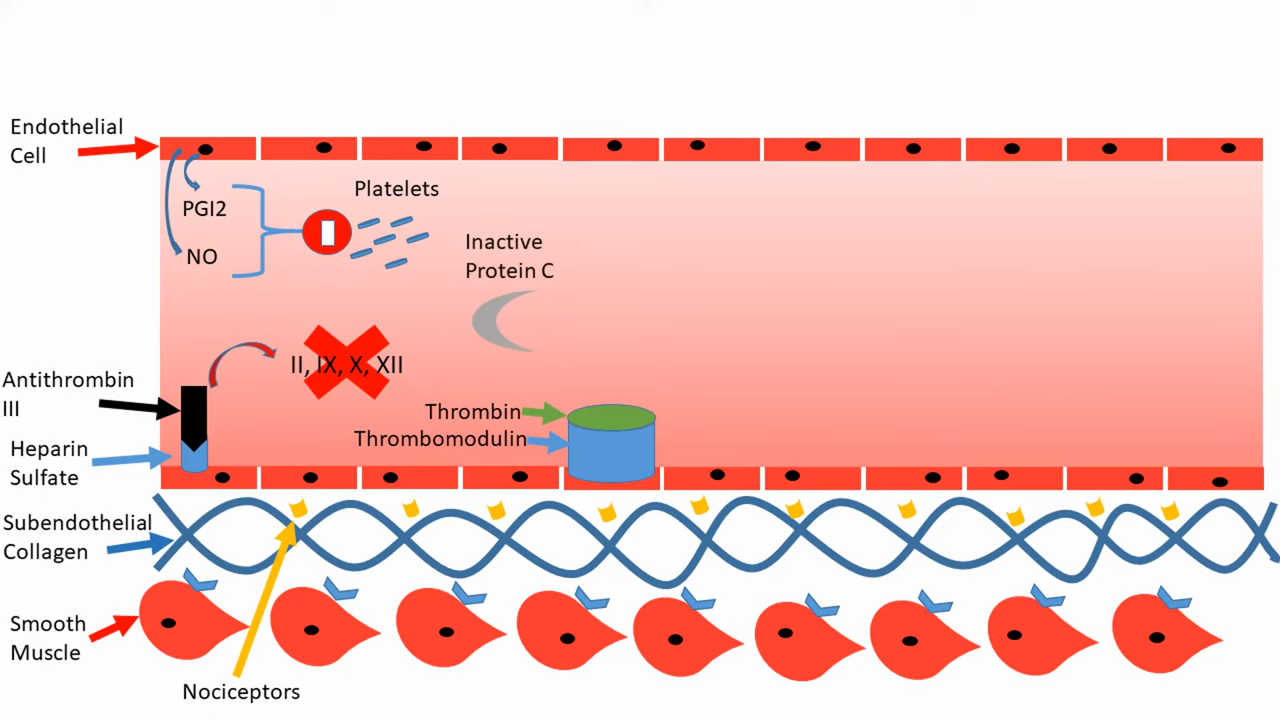 Endothelial
Cell
Platelets
PGI2
NO
Inactive
Protein C
II, IX, X, XII
Antithrombin
III
Thrombin
Thrombomodulin
Heparin
Sulfate
Subendothelial
Collagen
Smooth
Muscle
Nociceptors